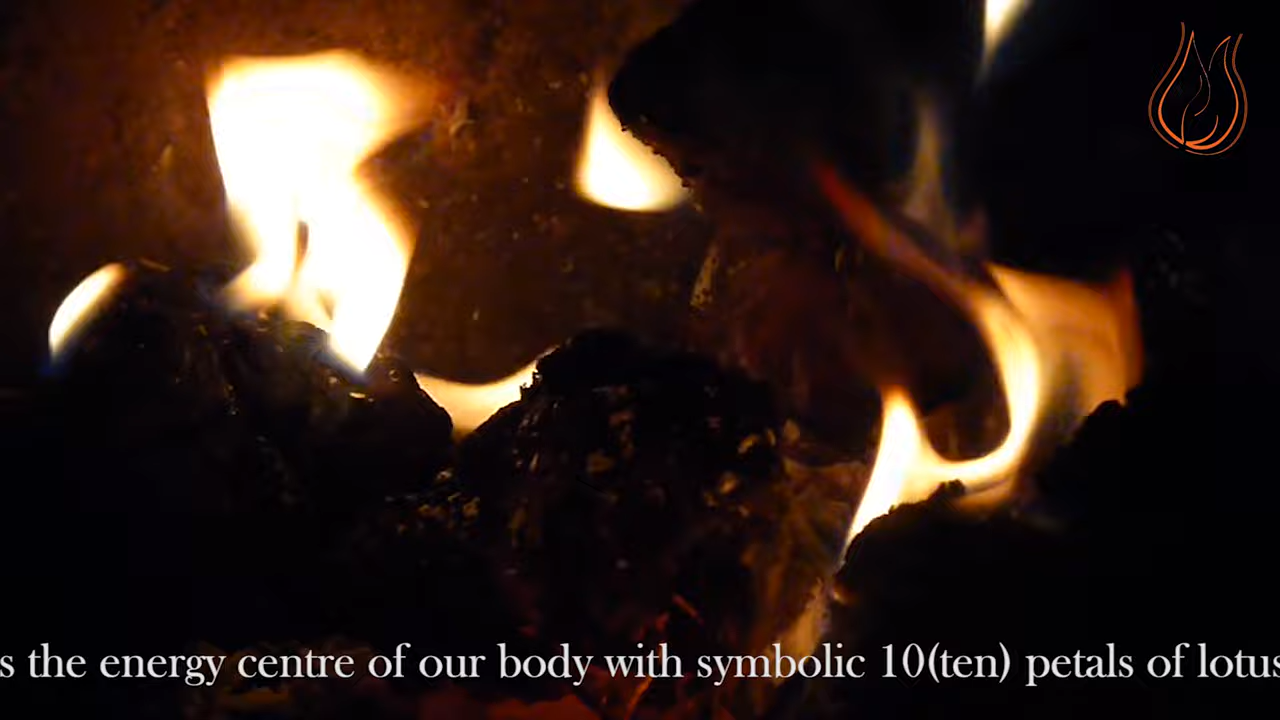 s the energy centre of our body with symbolic 10(ten) petals of lotus